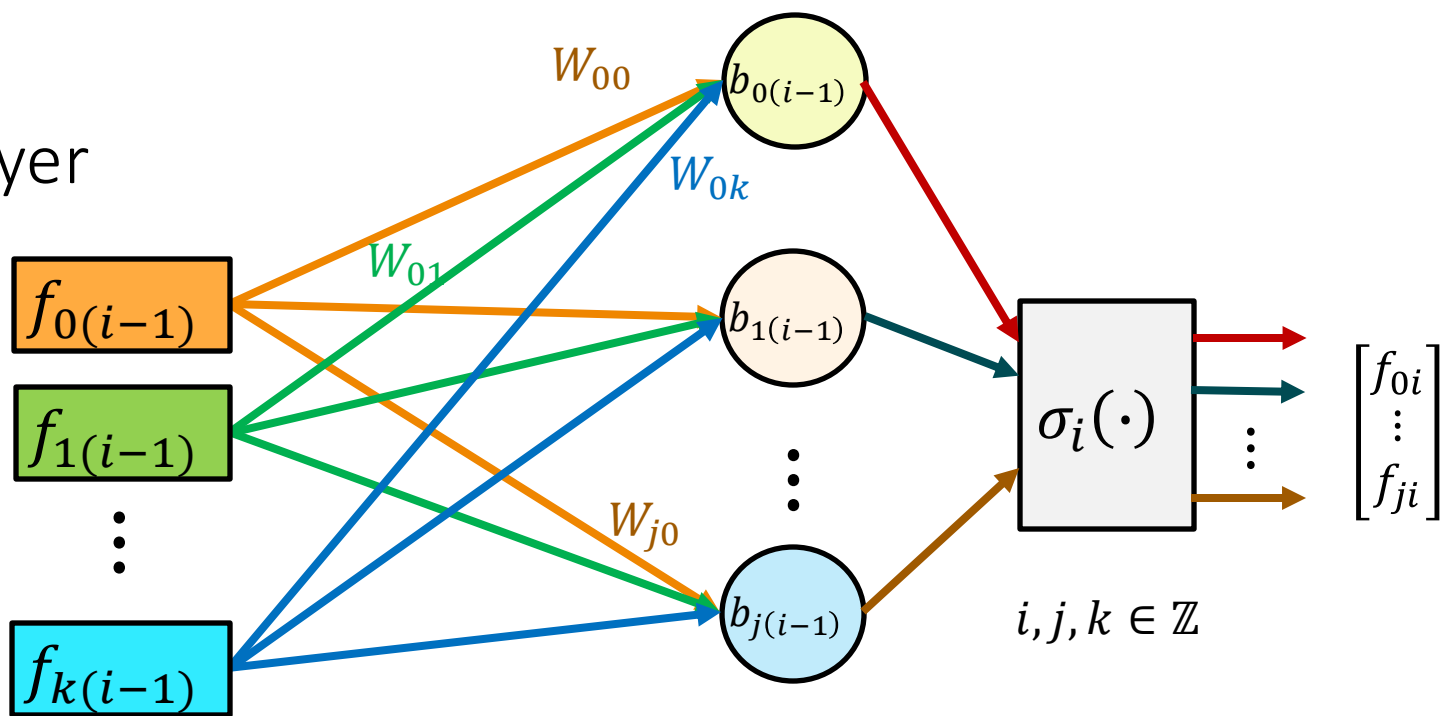 yer
W₀₀
b₀₍ᵢ₋₁₎
W₀ₖ
W₀₁
f₀₍ᵢ₋₁₎
b₁₍ᵢ₋₁₎
f₁₍ᵢ₋₁₎
σᵢ(·)
[f₀ᵢ
⋮
fⱼᵢ]
⋮
⋮
⋮
Wⱼ₀
fₖ₍ᵢ₋₁₎
bⱼ₍ᵢ₋₁₎
i, j, k ∈ ℤ